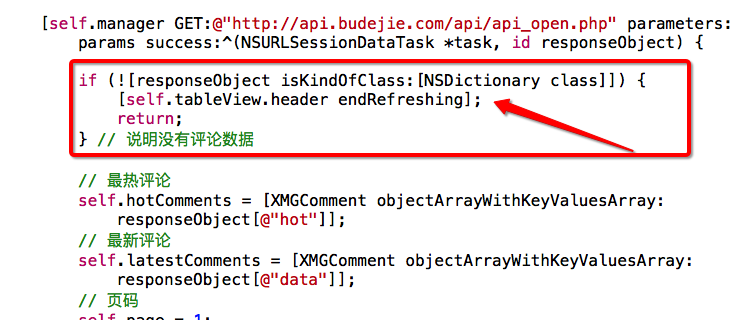 [self.manager GET:@"http://api.budejie.com/api/api_open.php" parameters:
params success:^(NSURLSessionDataTask *task, id responseObject) {
if (![responseObject isKindOfClass:[NSDictionary class]]) {
[self.tableView.header endRefreshing];
return;
} // 说明没有评论数据
// 最热评论
self.hotComments = [XMGComment objectArrayWithKeyValuesArray:
responseObject[@"hot"]];
// 最新评论
self.latestComments = [XMGComment objectArrayWithKeyValuesArray:
responseObject[@"data"]];
// 页码
self.page = 1;